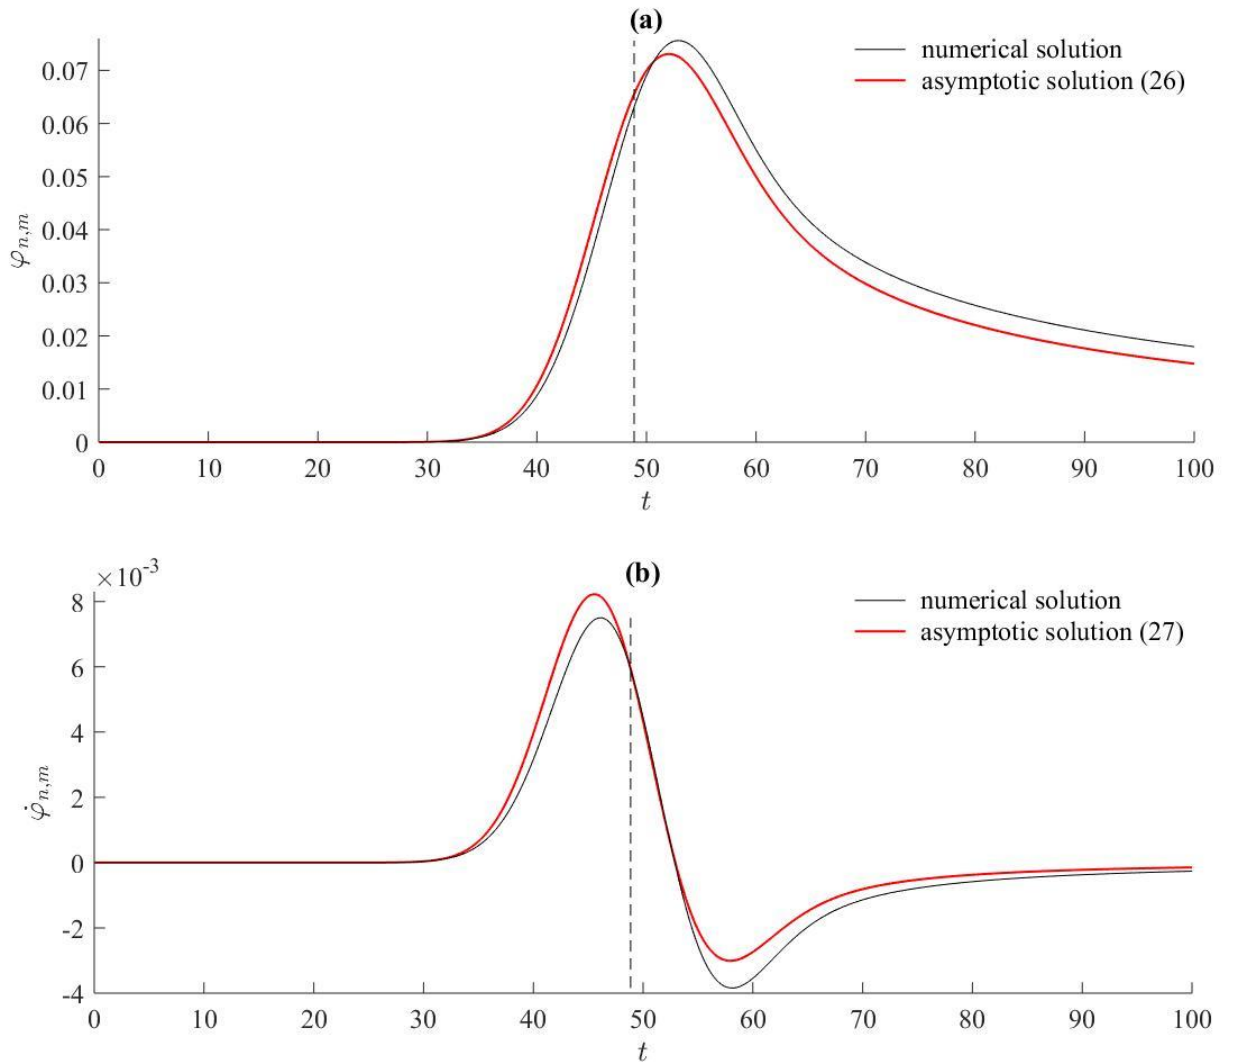 (a)
numerical solution
asymptotic solution (26)
0.07
0.06
0.05
0.04
0.03
0.02
0.01
0
φn,m
0 10 20 30 40 50 60 70 80 90 100
t
(b)
×10-3
numerical solution
asymptotic solution (27)
8
6
4
2
0
-2
-4
φ̇n,m
0 10 20 30 40 50 60 70 80 90 100
t